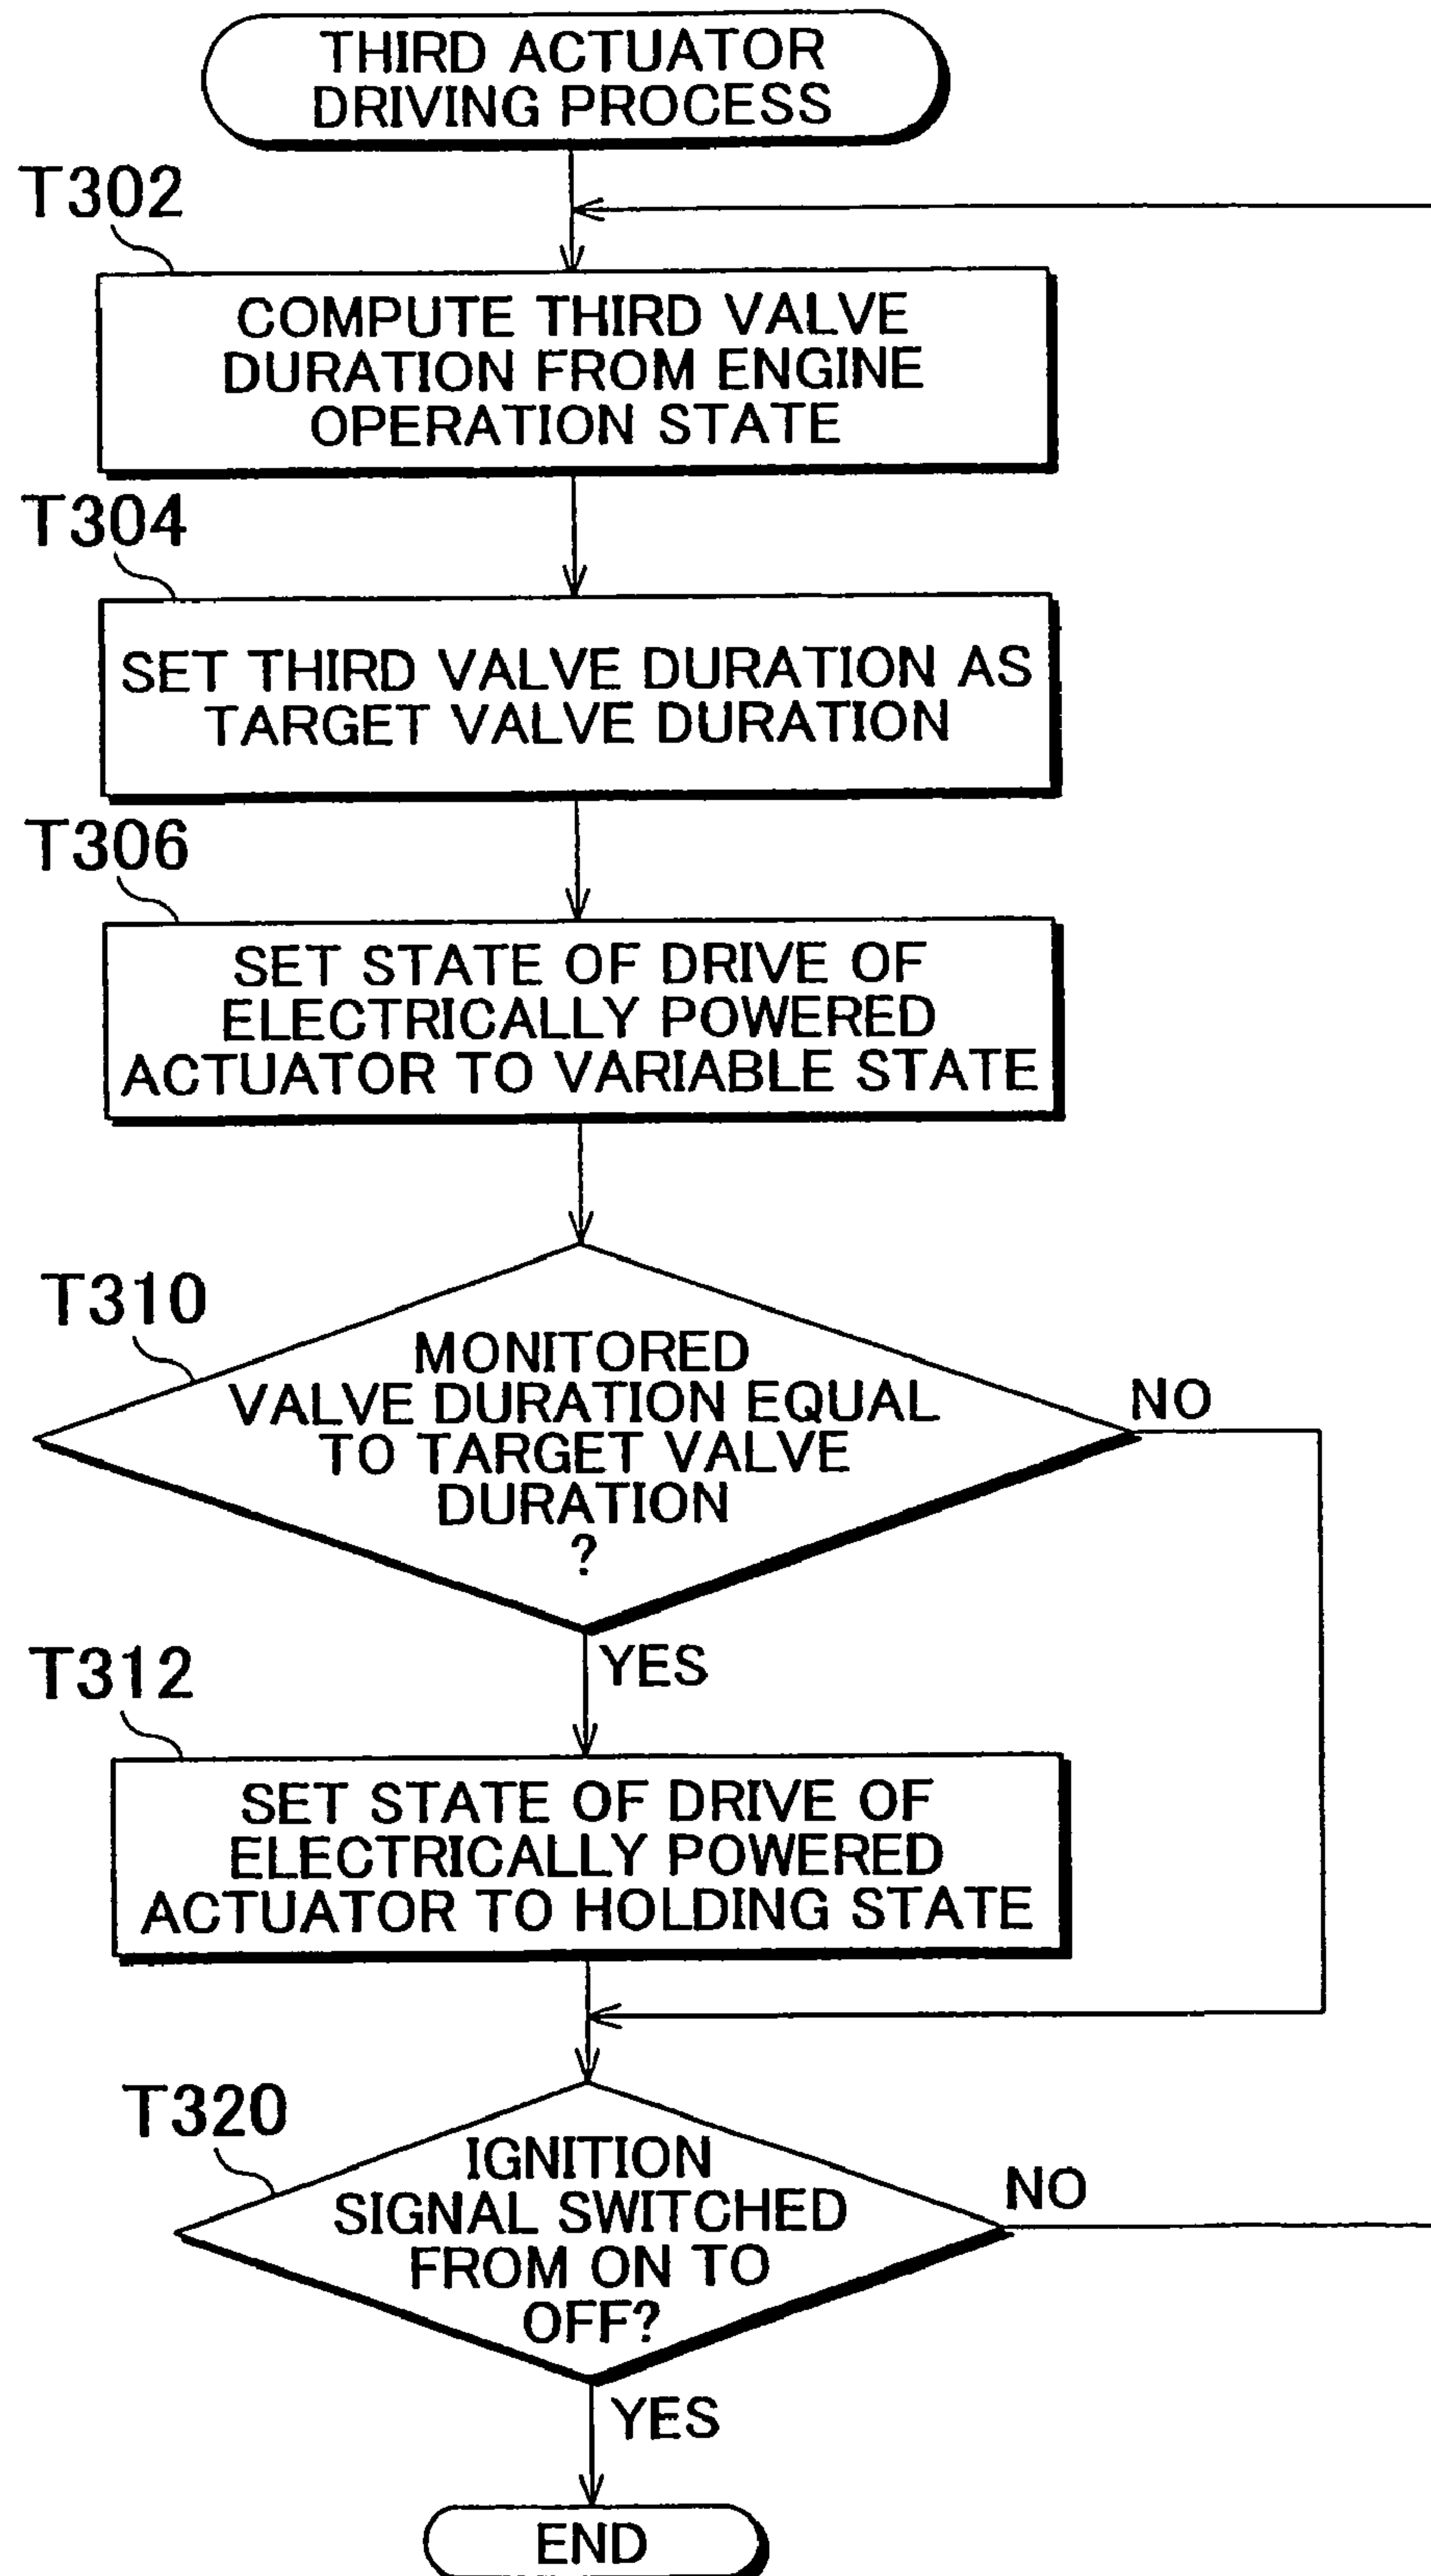 THIRD ACTUATOR
DRIVING PROCESS
T302
COMPUTE THIRD VALVE
DURATION FROM ENGINE
OPERATION STATE
T304
SET THIRD VALVE DURATION AS
TARGET VALVE DURATION
T306
SET STATE OF DRIVE OF
ELECTRICALLY POWERED
ACTUATOR TO VARIABLE STATE
T310
MONITORED
VALVE DURATION EQUAL
TO TARGET VALVE
DURATION
?
NO
YES
T312
SET STATE OF DRIVE OF
ELECTRICALLY POWERED
ACTUATOR TO HOLDING STATE
T320
IGNITION
SIGNAL SWITCHED
FROM ON TO
OFF?
NO
YES
END